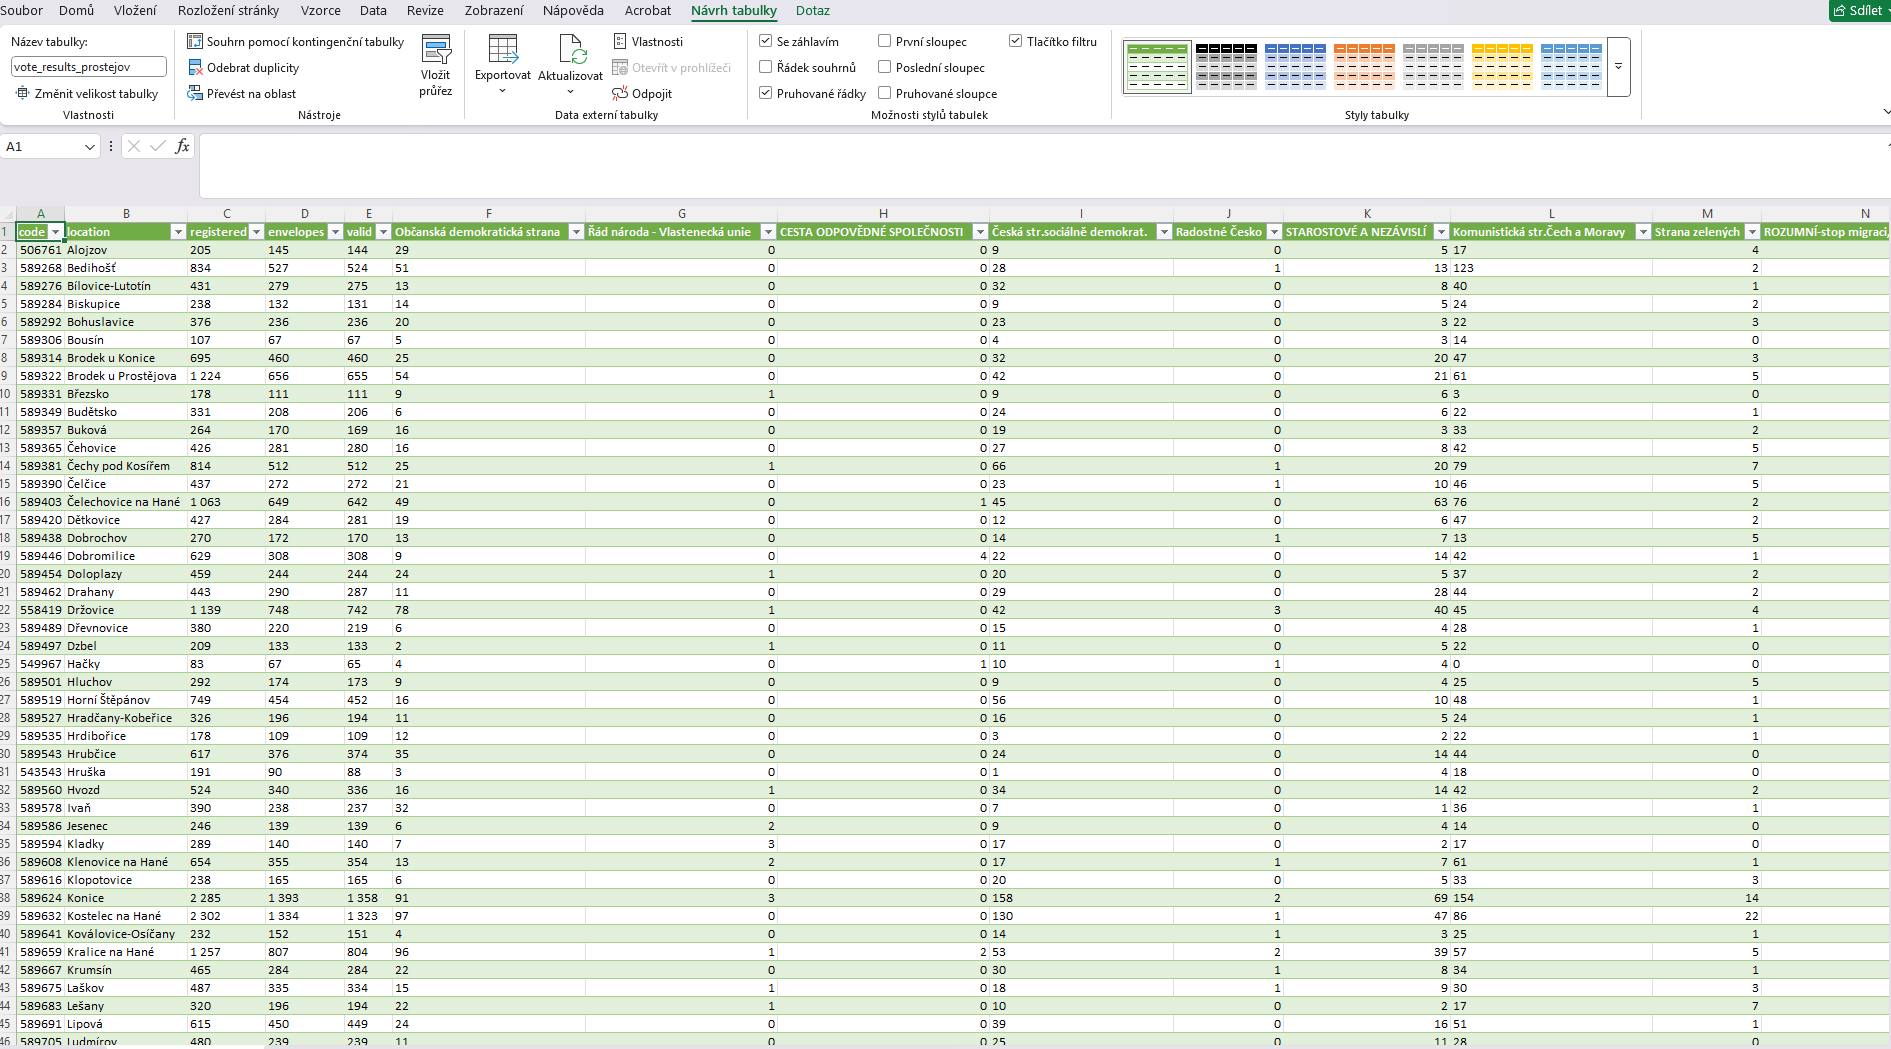 Soubor Domů Vložení Rozložení stránky Vzorce Data Revize Zobrazení Nápověda Acrobat Návrh tabulky Dotaz Sdílet
Název tabulky:
vote_results_prostejov
Změnit velikost tabulky
Vlastnosti
Souhrn pomocí kontingenční tabulky
Odebrat duplicity
Převést na oblast
Vložit průřez
Nástroje
Exportovat
Aktualizovat
Vlastnosti
Otevřít v prohlížeči
Odpojit
Data externí tabulky
Se záhlavím
Řádek souhrnů
Pruhované řádky
První sloupec
Poslední sloupec
Pruhované sloupce
Tlačítko filtru
Možnosti stylů tabulek
Styly tabulky
A1 fx
A B C D E F G H I J K L M N
1 code location registered envelopes valid Občanská demokratická strana Řád národa - Vlastenecká unie CESTA ODPOVĚDNÉ SPOLEČNOSTI Česká str.sociálně demokrat. Radostné Česko STAROSTOVÉ A NEZÁVISLÍ Komunistická str.Čech a Moravy Strana zelených ROZUMNÍ-stop migraci,
2 506761 Alojzov 205 145 144 29 0 0 9 0 5 17 4
3 589268 Bedihošť 834 527 524 51 0 0 28 1 13 123 2
4 589276 Bílovice-Lutotín 431 279 275 13 0 0 32 0 8 40 1
5 589284 Biskupice 238 132 131 14 0 0 9 0 5 24 2
6 589292 Bohuslavice 376 236 236 20 0 0 23 0 3 22 3
7 589306 Bousín 107 67 67 5 0 0 4 0 3 14 0
8 589314 Brodek u Konice 695 460 460 25 0 0 32 0 20 47 3
9 589322 Brodek u Prostějova 1 224 656 655 54 0 0 42 0 21 61 5
10 589331 Březsko 178 111 111 9 1 0 9 0 6 3 0
11 589349 Budětsko 331 208 206 6 0 0 24 0 6 22 1
12 589357 Buková 264 170 169 16 0 0 19 0 3 33 2
13 589365 Čehovice 426 281 280 16 0 0 27 0 8 42 5
14 589381 Čechy pod Kosířem 814 512 512 25 1 0 66 1 20 79 7
15 589390 Čelčice 437 272 272 21 0 0 23 1 10 46 5
16 589403 Čelechovice na Hané 1 063 649 642 49 0 1 45 0 63 76 2
17 589420 Dětkovice 427 284 281 19 0 0 12 0 6 47 2
18 589438 Dobrochov 270 172 170 13 0 0 14 1 7 13 5
19 589446 Dobromilice 629 308 308 9 0 4 22 0 14 42 1
20 589454 Doloplazy 459 244 244 24 1 0 20 0 5 37 2
21 589462 Drahany 443 290 287 11 0 0 29 0 28 44 2
22 558419 Držovice 1 139 748 742 78 1 0 42 3 40 45 4
23 589489 Dřevnovice 380 220 219 6 0 0 15 0 4 28 1
24 589497 Dzbel 209 133 133 2 1 0 11 0 5 22 0
25 549967 Hačky 83 67 65 4 0 1 10 1 4 0 0
26 589501 Hluchov 292 174 173 9 0 0 9 0 4 25 5
27 589519 Horní Štěpánov 749 454 452 16 0 0 56 0 10 48 1
28 589527 Hradčany-Kobeřice 326 196 194 11 0 0 16 0 5 24 1
29 589535 Hrdibořice 178 109 109 12 0 0 3 0 2 22 1
30 589543 Hrubčice 617 376 374 35 0 0 24 0 14 44 0
31 543543 Hruška 191 90 88 3 0 0 1 0 4 18 0
32 589560 Hvozd 524 340 336 16 1 0 34 0 14 42 2
33 589578 Ivaň 390 238 237 32 0 0 7 0 1 36 1
34 589586 Jesenec 246 139 139 6 2 0 9 0 4 14 0
35 589594 Kladky 289 140 140 7 3 0 17 0 2 17 0
36 589608 Klenovice na Hané 654 355 354 13 2 0 17 1 7 61 1
37 589616 Klopotovice 238 165 165 6 0 0 20 0 5 33 3
38 589624 Konice 2 285 1 393 1 358 91 3 0 158 2 69 154 14
39 589632 Kostelec na Hané 2 302 1 334 1 323 97 0 0 130 1 47 86 22
40 589641 Koválovice-Osíčany 232 152 151 4 0 0 14 1 3 25 1
41 589659 Kralice na Hané 1 257 807 804 96 1 2 53 2 39 57 5
42 589667 Krumsín 465 284 284 22 0 0 30 1 8 34 1
43 589675 Laškov 487 335 334 15 1 0 18 1 9 30 3
44 589683 Lešany 320 196 194 22 1 0 10 0 2 17 7
45 589691 Lipová 615 450 449 24 0 0 39 0 16 51 1
46 589705 Ludmírov 480 239 239 11 0 0 25 0 11 28 0